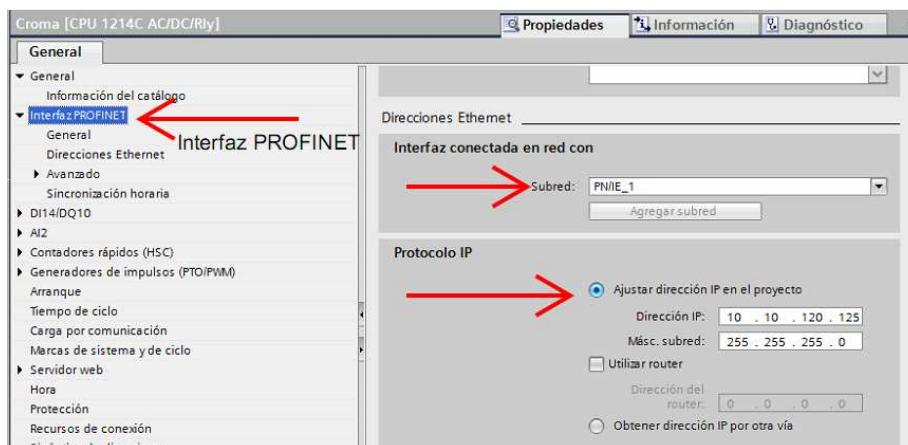 Croma [CPU 1214C AC/DC/Rly]
Propiedades
Información
Diagnóstico
General
General
Información del catálogo
Interfaz PROFINET
General
Direcciones Ethernet
Avanzado
Sincronización horaria
DI14/DQ10
AI2
Contadores rápidos (HSC)
Generadores de impulsos (PTO/PWM)
Arranque
Tiempo de ciclo
Carga por comunicación
Marcas de sistema y de ciclo
Servidor web
Hora
Protección
Recursos de conexión
Interfaz PROFINET
Direcciones Ethernet
Interfaz conectada en red con
Subred: PN/IE_1
Agregar subred
Protocolo IP
Ajustar dirección IP en el proyecto
Dirección IP: 10 . 10 . 120 . 125
Másc. subred: 255 . 255 . 255 . 0
Utilizar router
Dirección del
router: 0 . 0 . 0 . 0
Obtener dirección IP por otra vía